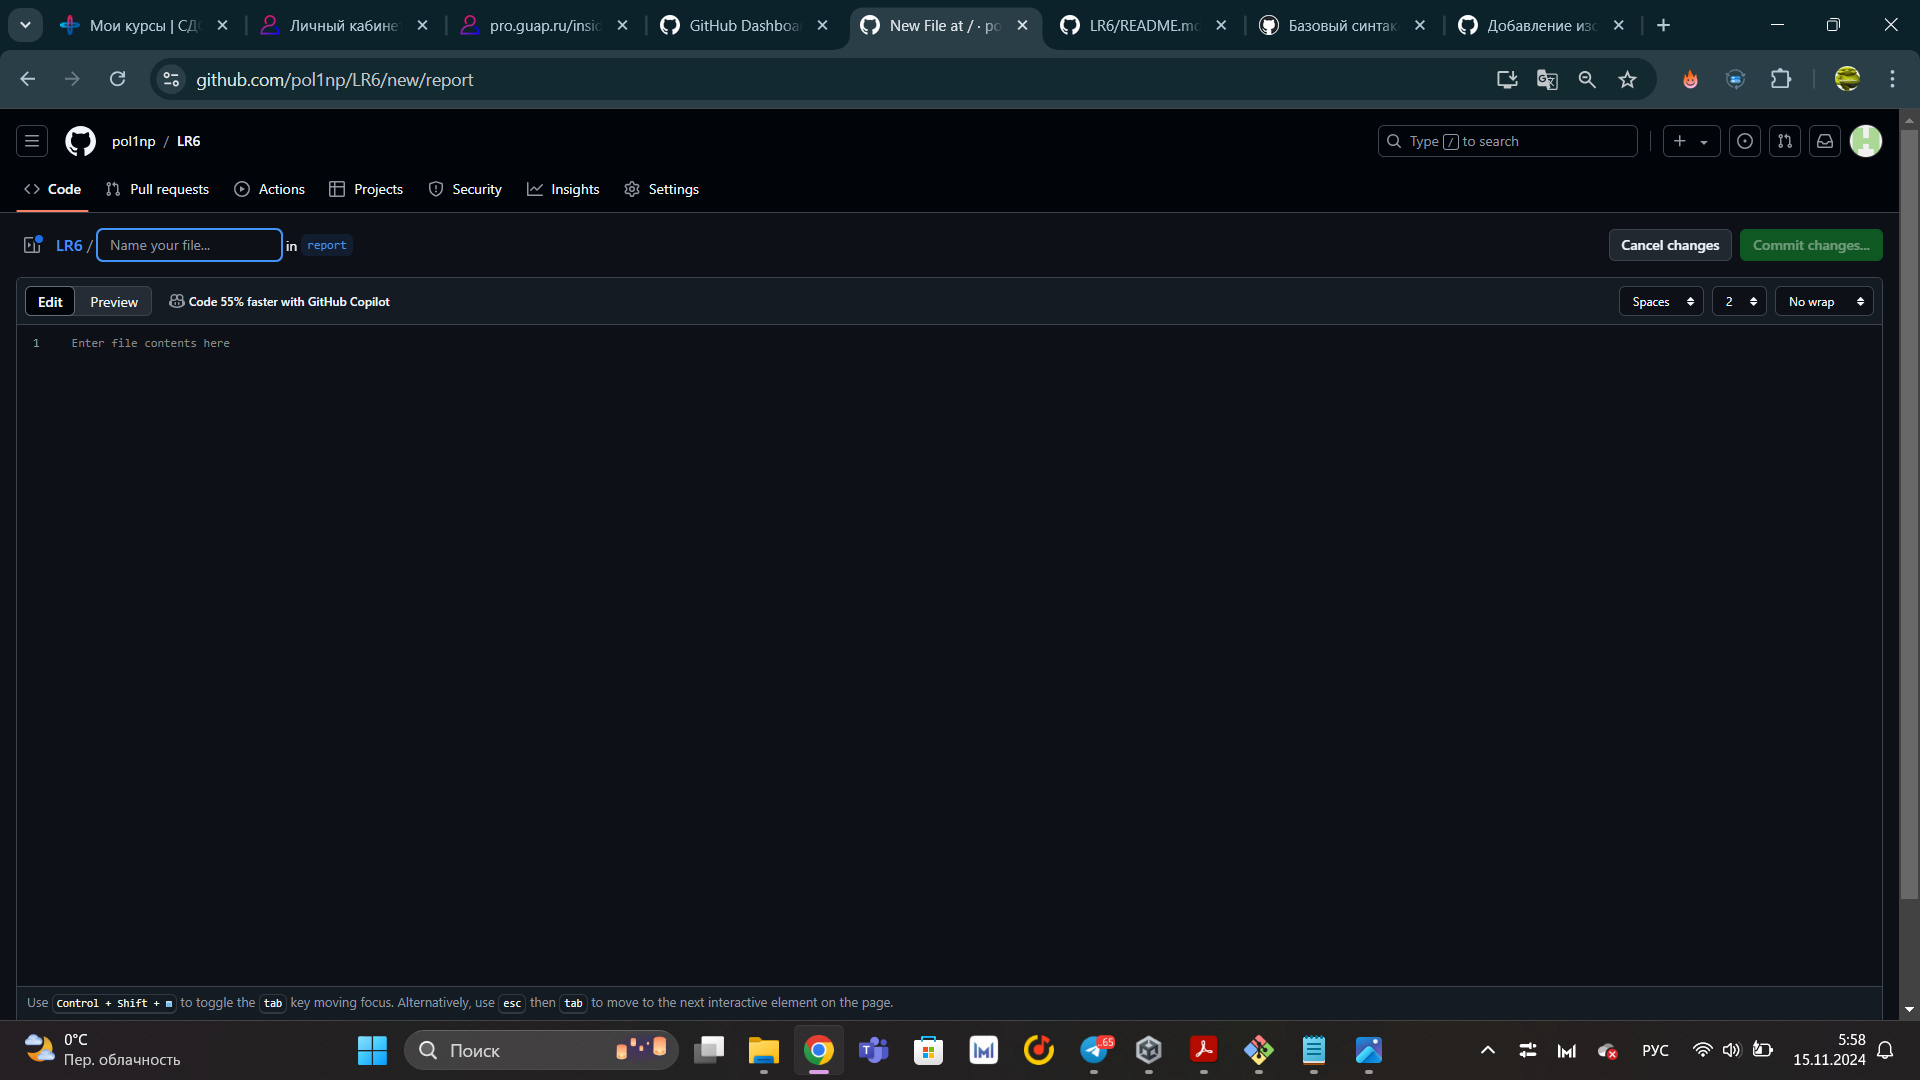 Мои курсы | СД
Личный кабине
pro.guap.ru/insid
GitHub Dashboa
New File at / · po
LR6/README.mc
Базовый синтак
Добавление изо
github.com/pol1np/LR6/new/report
pol1np / LR6
Type / to search
Code
Pull requests
Actions
Projects
Security
Insights
Settings
LR6 / Name your file... in report
Cancel changes
Commit changes...
Edit
Preview
Code 55% faster with GitHub Copilot
Spaces
2
No wrap
1 Enter file contents here
Use Control + Shift + m to toggle the tab key moving focus. Alternatively, use esc then tab to move to the next interactive element on the page.
0°C
Пер. облачность
Поиск
..65
РУС
5:58
15.11.2024